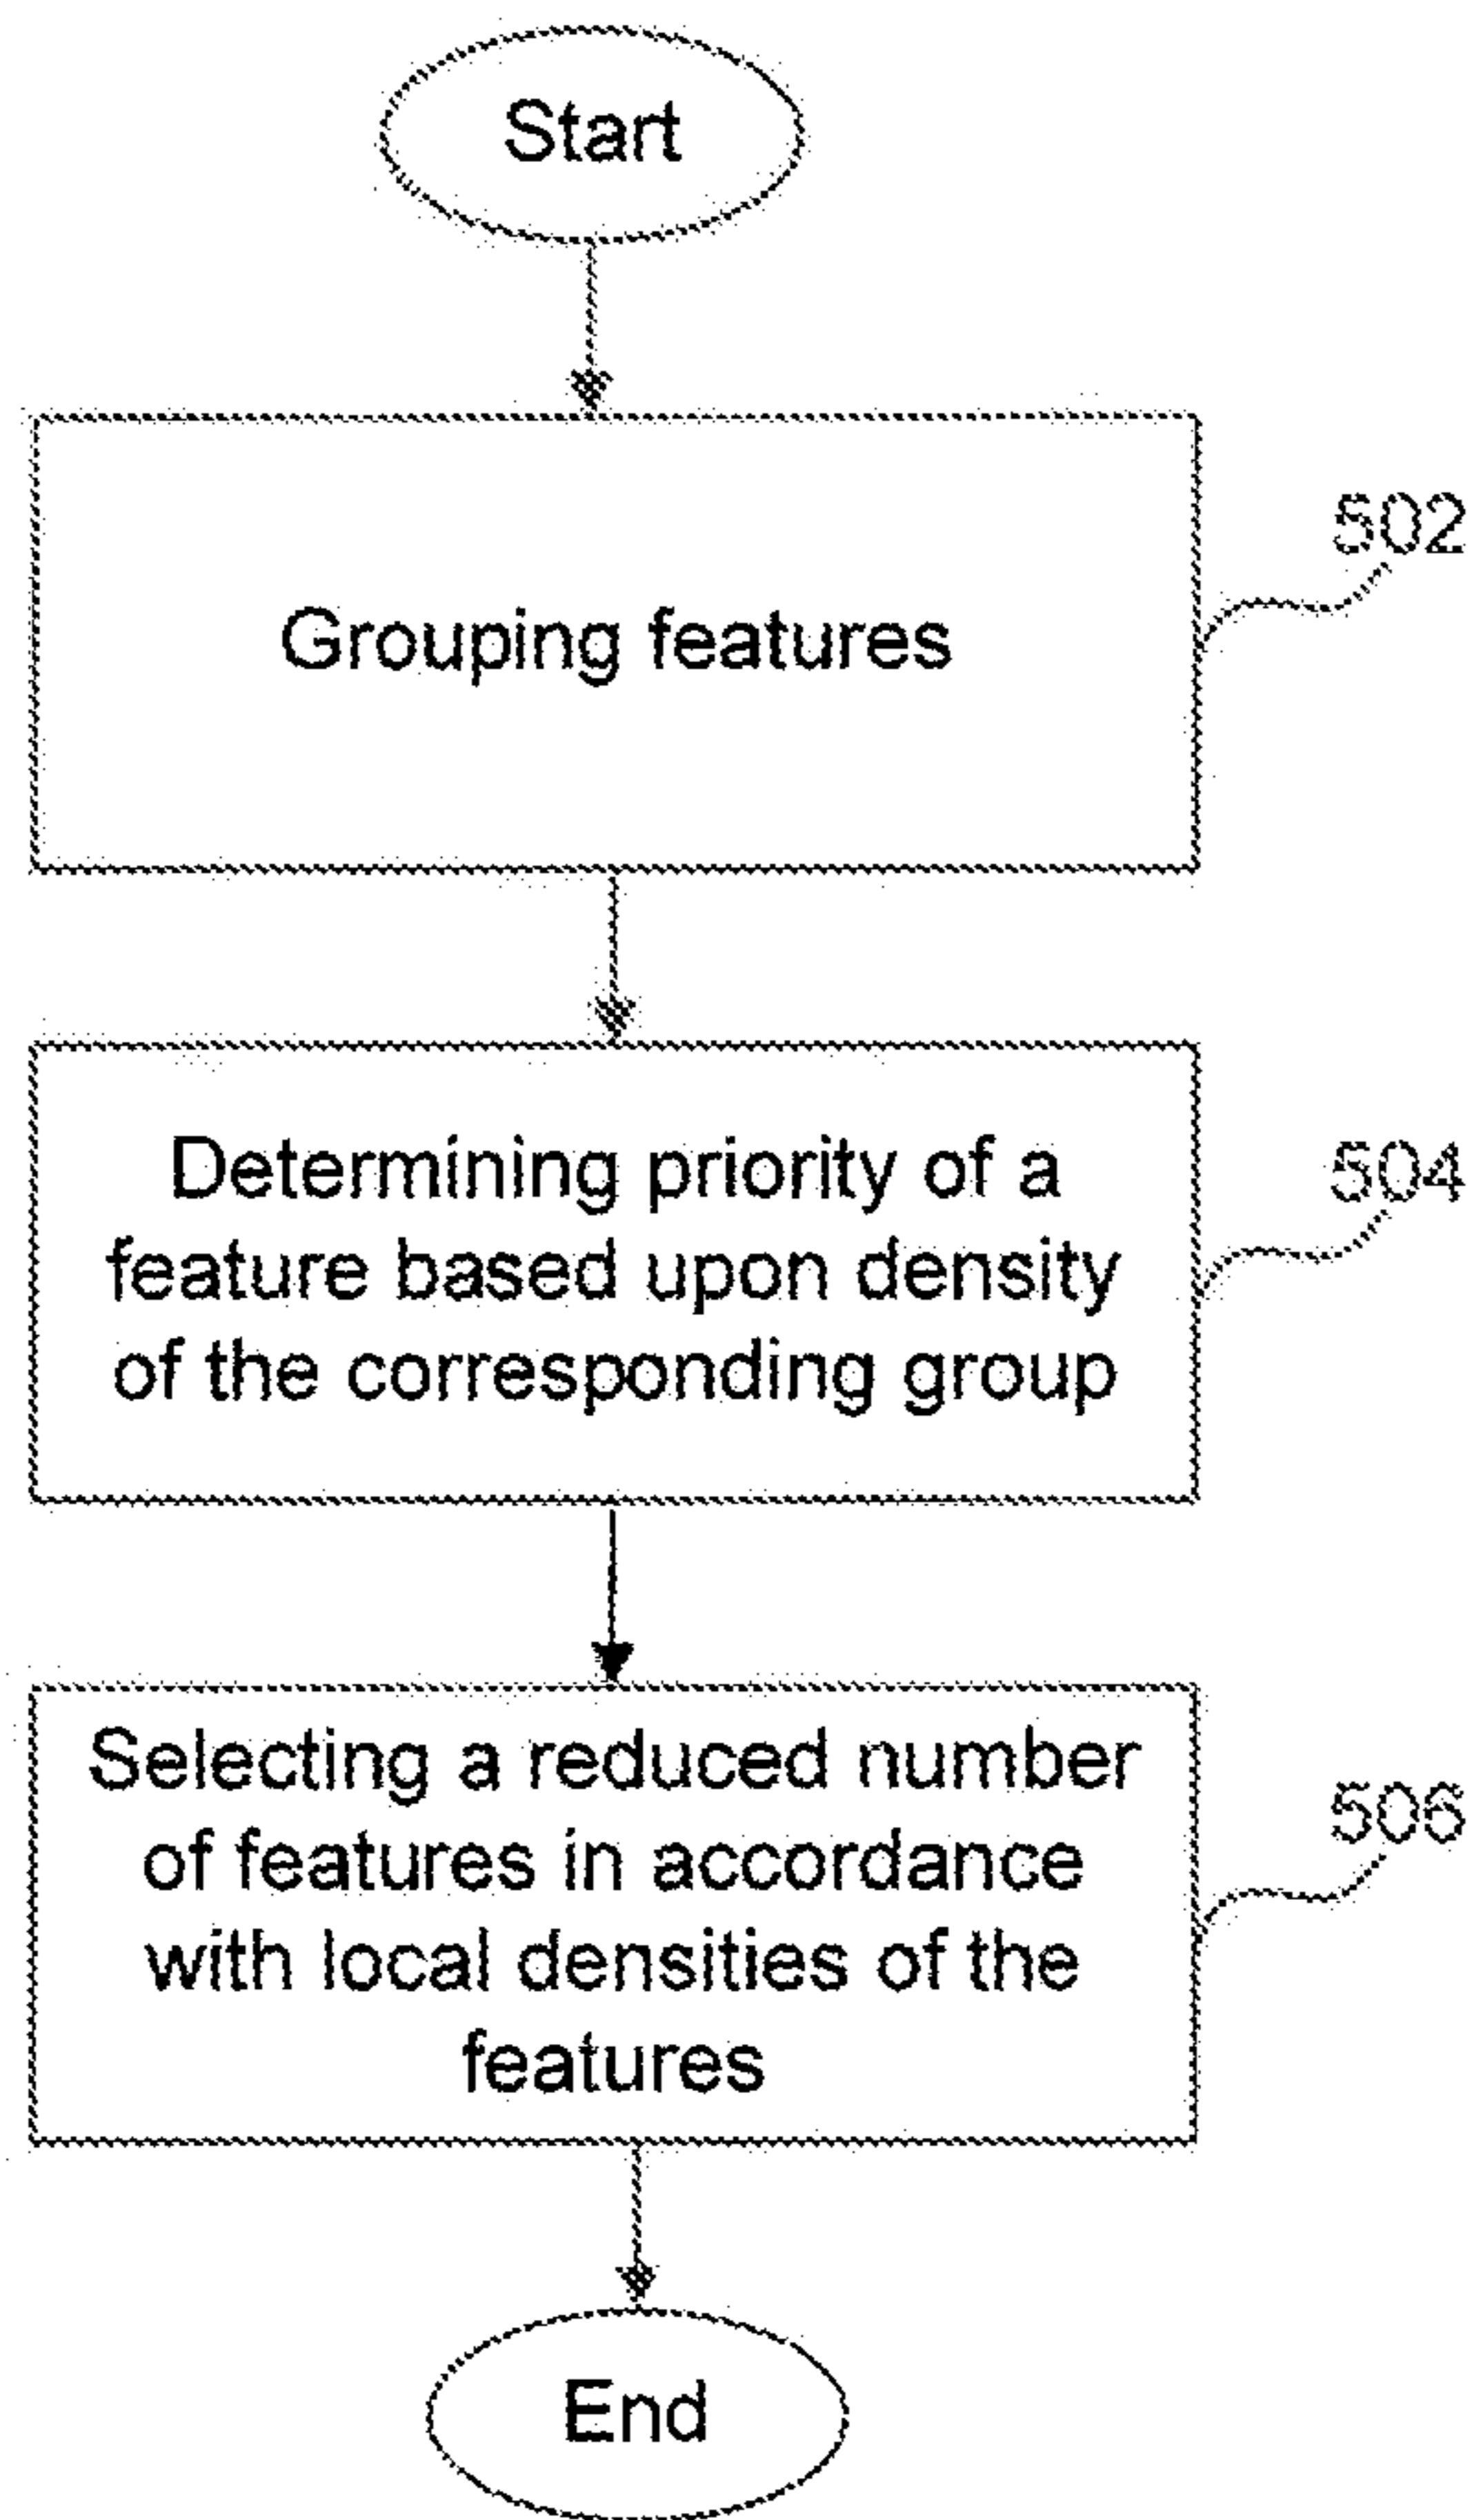 Start
Grouping features
502
Determining priority of a
feature based upon density
of the corresponding group
504
Selecting a reduced number
of features in accordance
with local densities of the
features
506
End